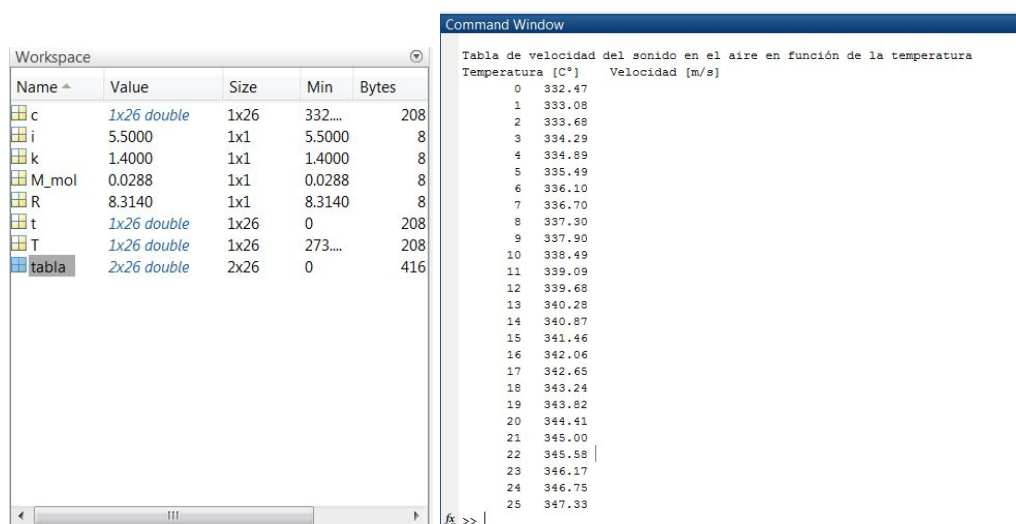 Workspace
Name Value Size Min Bytes
c 1x26 double 1x26 332.... 208
i 5.5000 1x1 5.5000 8
k 1.4000 1x1 1.4000 8
M_mol 0.0288 1x1 0.0288 8
R 8.3140 1x1 8.3140 8
t 1x26 double 1x26 0 208
T 1x26 double 1x26 273.... 208
tabla 2x26 double 2x26 0 416
Command Window
Tabla de velocidad del sonido en el aire en función de la temperatura
Temperatura [C°] Velocidad [m/s]
0 332.47
1 333.08
2 333.68
3 334.29
4 334.89
5 335.49
6 336.10
7 336.70
8 337.30
9 337.90
10 338.49
11 339.09
12 339.68
13 340.28
14 340.87
15 341.46
16 342.06
17 342.65
18 343.24
19 343.82
20 344.41
21 345.00
22 345.58
23 346.17
24 346.75
25 347.33
fx >>